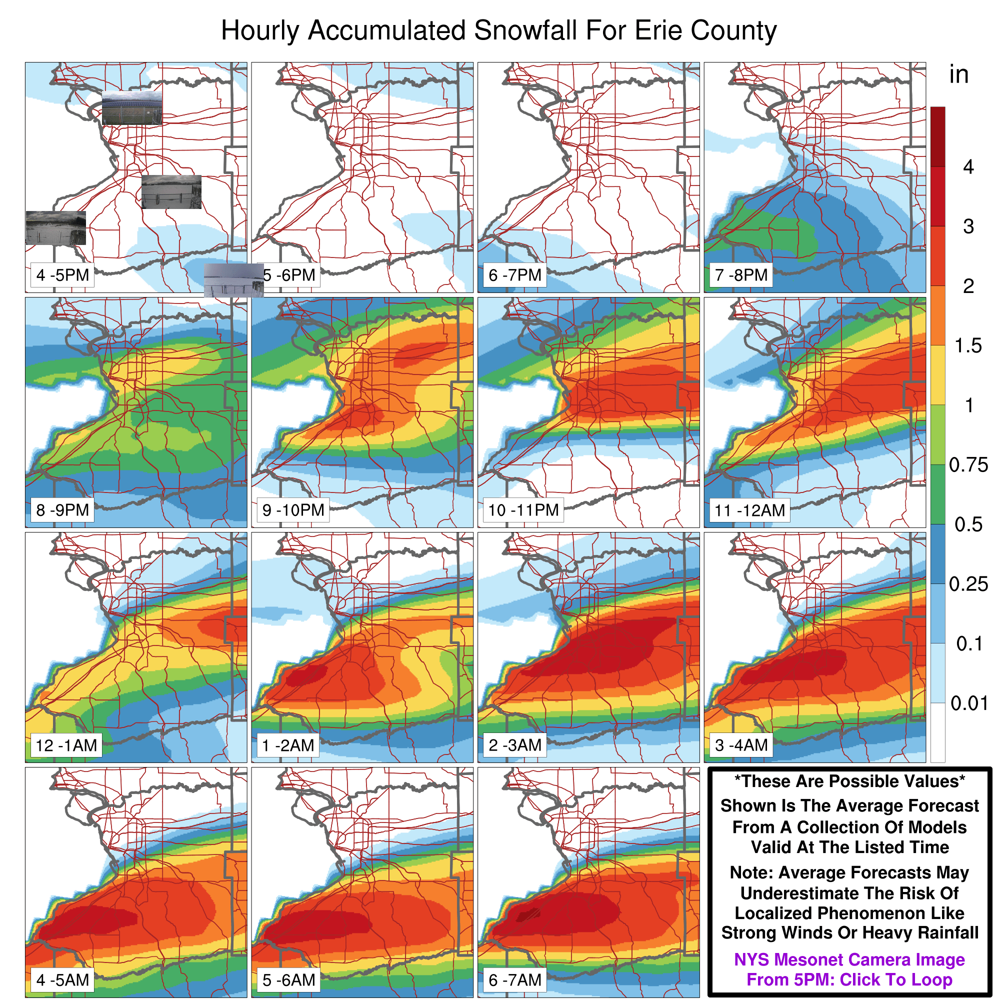 Hourly Accumulated Snowfall For Erie County
in
4 -5PM
5 -6PM
6 -7PM
7 -8PM
8 -9PM
9 -10PM
10 -11PM
11 -12AM
12 -1AM
1 -2AM
2 -3AM
3 -4AM
4 -5AM
5 -6AM
6 -7AM
4
3
2
1.5
1
0.75
0.5
0.25
0.1
0.01
*These Are Possible Values*
Shown Is The Average Forecast
From A Collection Of Models
Valid At The Listed Time
Note: Average Forecasts May
Underestimate The Risk Of
Localized Phenomenon Like
Strong Winds Or Heavy Rainfall
NYS Mesonet Camera Image
From 5PM: Click To Loop